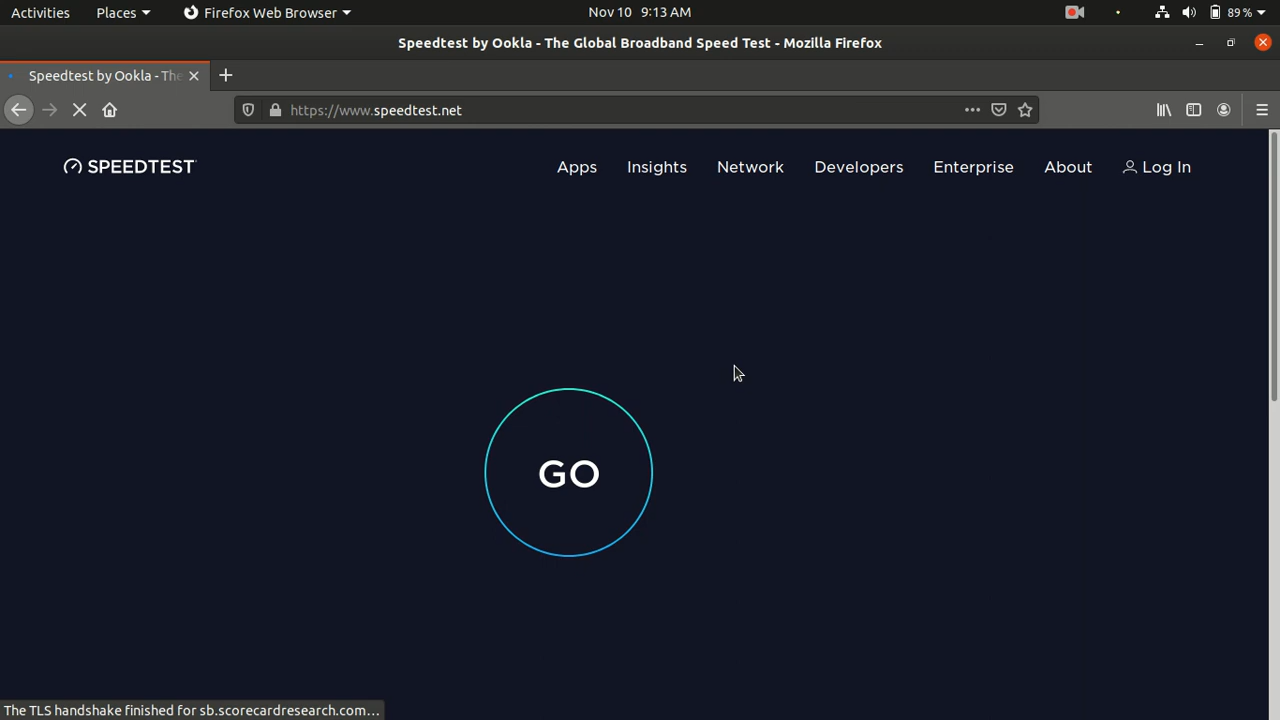 Activities Places Firefox Web Browser Nov 10 9:13 AM 89 %
Speedtest by Ookla - The Global Broadband Speed Test - Mozilla Firefox
Speedtest by Ookla - The
https://www.speedtest.net
SPEEDTEST Apps Insights Network Developers Enterprise About Log In
GO
The TLS handshake finished for sb.scorecardresearch.com...